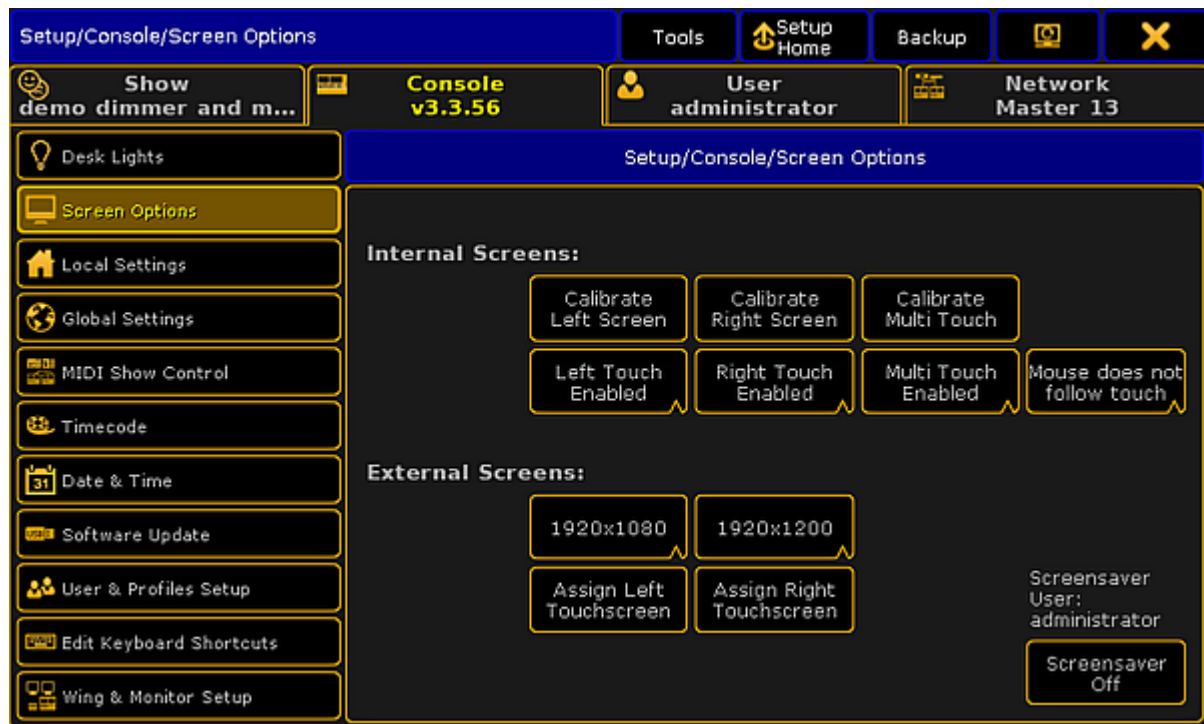 Setup/Console/Screen Options
Tools
Setup
Home
Backup
Show
demo dimmer and m...
Console
v3.3.56
User
administrator
Network
Master 13
Desk Lights
Screen Options
Local Settings
Global Settings
MIDI Show Control
Timecode
31 Date & Time
Software Update
User & Profiles Setup
Edit Keyboard Shortcuts
Wing & Monitor Setup
Setup/Console/Screen Options
Internal Screens:
Calibrate
Left Screen
Calibrate
Right Screen
Calibrate
Multi Touch
Left Touch
Enabled
Right Touch
Enabled
Multi Touch
Enabled
Mouse does not
follow touch
External Screens:
1920x1080
1920x1200
Assign Left
Touchscreen
Assign Right
Touchscreen
Screensaver
User:
administrator
Screensaver
Off